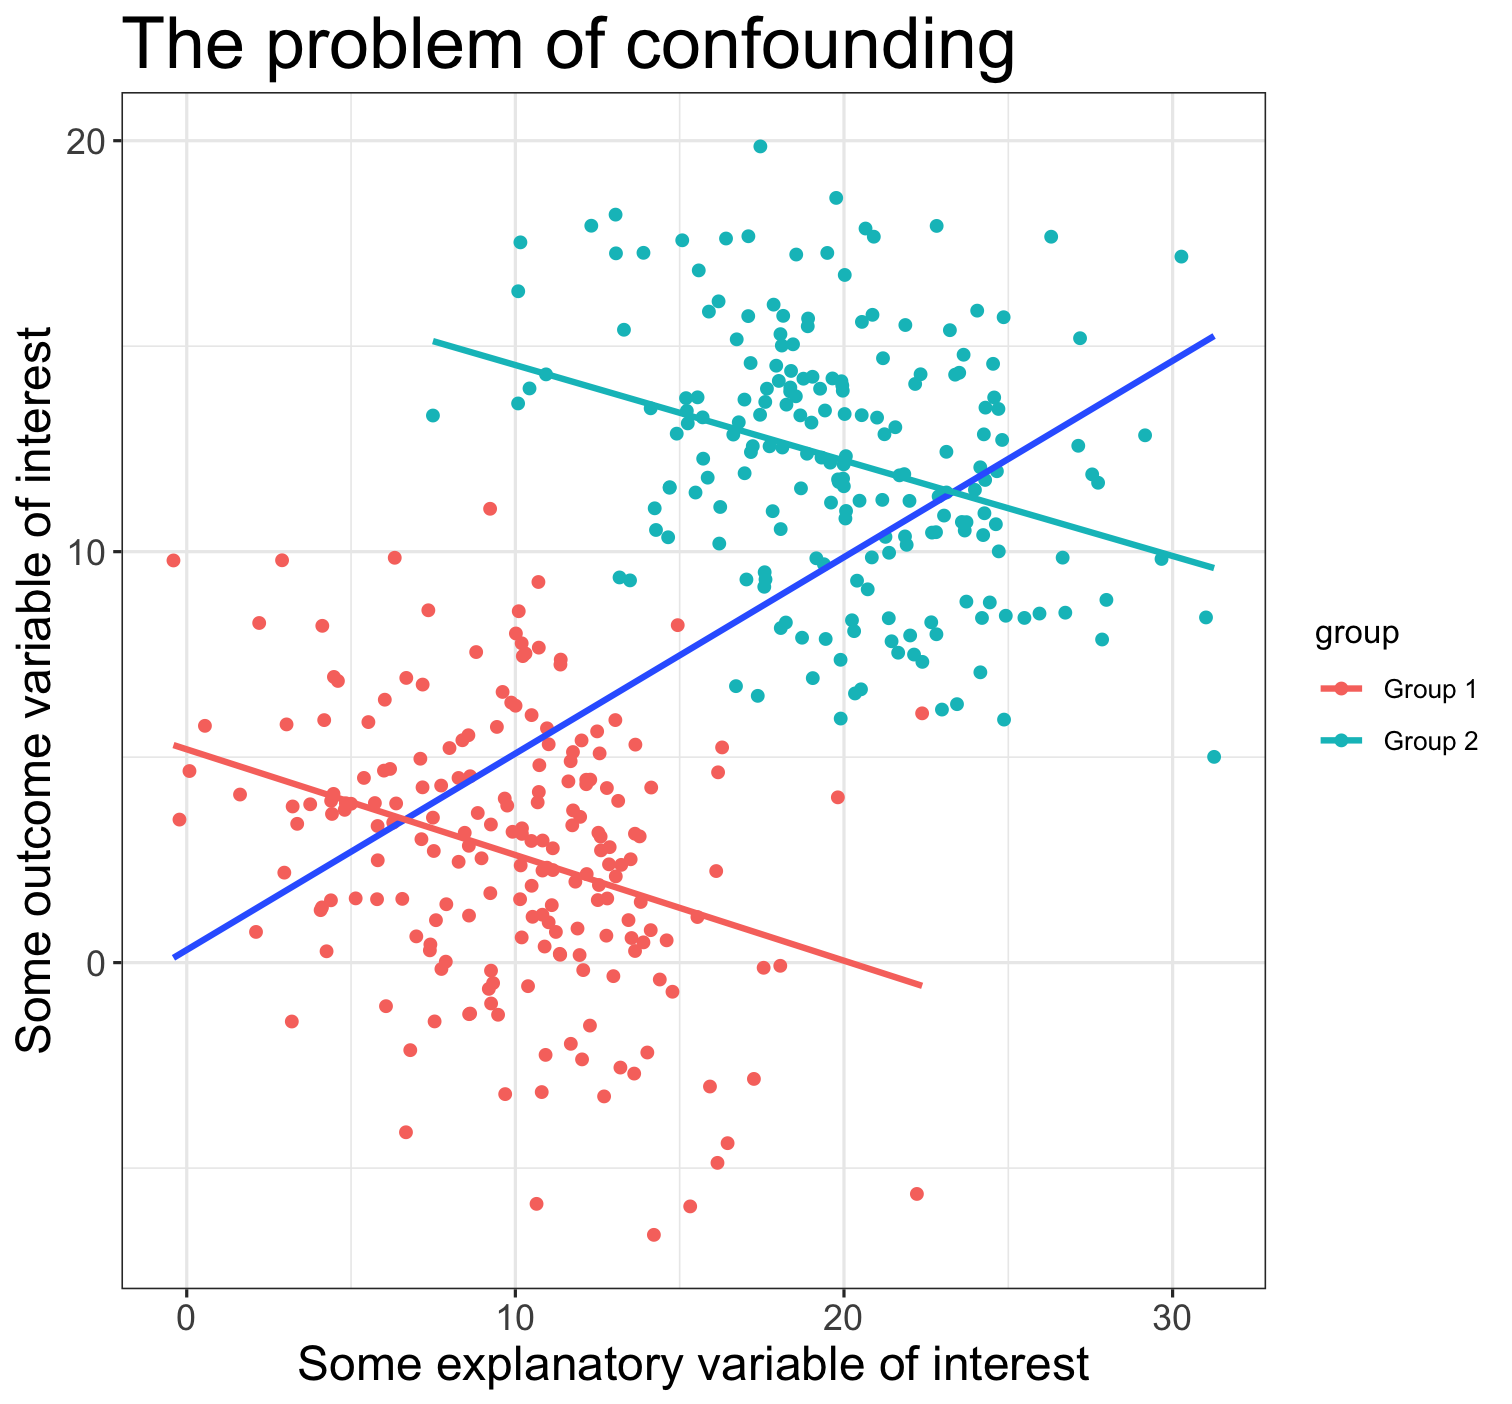 The problem of confounding
Some outcome variable of interest
20
10
0
0 10 20 30
Some explanatory variable of interest
group
Group 1
Group 2